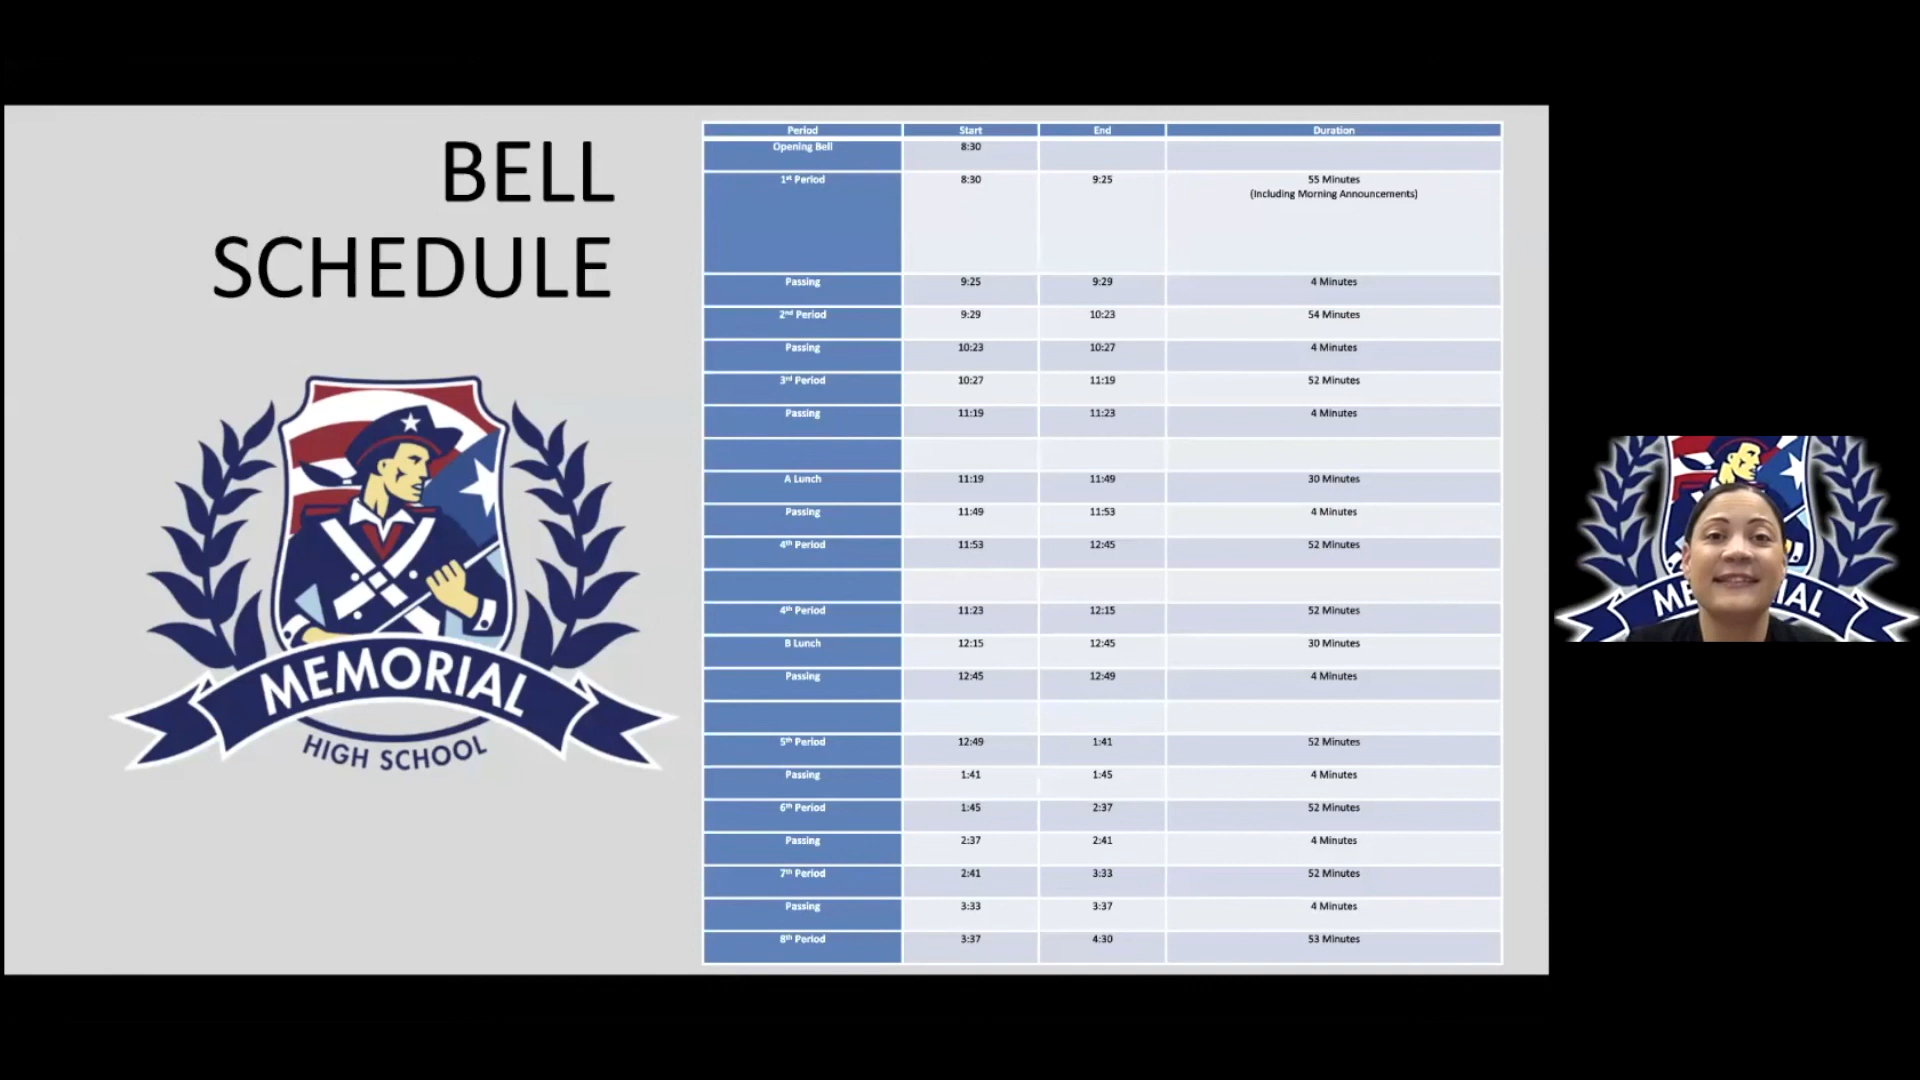 BELL
SCHEDULE
MEMORIAL
HIGH SCHOOL
Period Start End Duration
Opening Bell 8:30
1st Period 8:30 9:25 55 Minutes
(Including Morning Announcements)
Passing 9:25 9:29 4 Minutes
2nd Period 9:29 10:23 54 Minutes
Passing 10:23 10:27 4 Minutes
3rd Period 10:27 11:19 52 Minutes
Passing 11:19 11:23 4 Minutes
A Lunch 11:19 11:49 30 Minutes
Passing 11:49 11:53 4 Minutes
4th Period 11:53 12:45 52 Minutes
4th Period 11:23 12:15 52 Minutes
B Lunch 12:15 12:45 30 Minutes
Passing 12:45 12:49 4 Minutes
5th Period 12:49 1:41 52 Minutes
Passing 1:41 1:45 4 Minutes
6th Period 1:45 2:37 52 Minutes
Passing 2:37 2:41 4 Minutes
7th Period 2:41 3:33 52 Minutes
Passing 3:33 3:37 4 Minutes
8th Period 3:37 4:30 53 Minutes